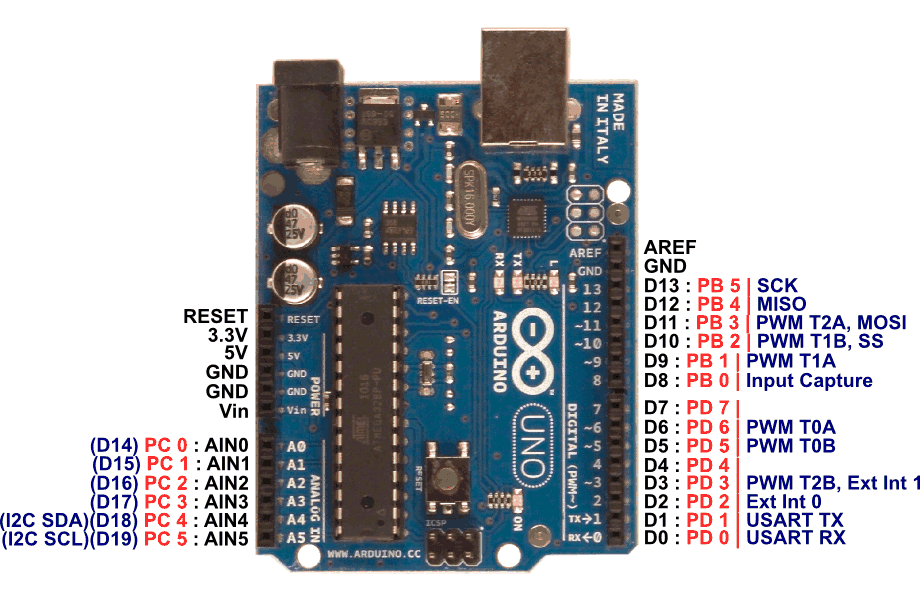 MADE
IN ITALY
SPK16.000Y
47
25V
47
25V
RESET-EN
RX
TX
L
AREF
GND
13
12
~11
~10
~9
8
7
~6
~5
4
~3
2
TX→1
RX←0
DIGITAL (PWM~)
ARDUINO
UNO
RESET
3.3V
5V
GND
GND
Vin
POWER
A0
A1
A2
A3
A4
A5
ANALOG IN
RESET
ICSP
ON
WWW.ARDUINO.CC
RESET
3.3V
5V
GND
GND
Vin
(D14) PC 0 : AIN0
(D15) PC 1 : AIN1
(D16) PC 2 : AIN2
(D17) PC 3 : AIN3
(I2C SDA)(D18) PC 4 : AIN4
(I2C SCL)(D19) PC 5 : AIN5
AREF
GND
D13 : PB 5 | SCK
D12 : PB 4 | MISO
D11 : PB 3 | PWM T2A, MOSI
D10 : PB 2 | PWM T1B, SS
D9 : PB 1 | PWM T1A
D8 : PB 0 | Input Capture
D7 : PD 7 |
D6 : PD 6 | PWM T0A
D5 : PD 5 | PWM T0B
D4 : PD 4 |
D3 : PD 3 | PWM T2B, Ext Int 1
D2 : PD 2 | Ext Int 0
D1 : PD 1 | USART TX
D0 : PD 0 | USART RX